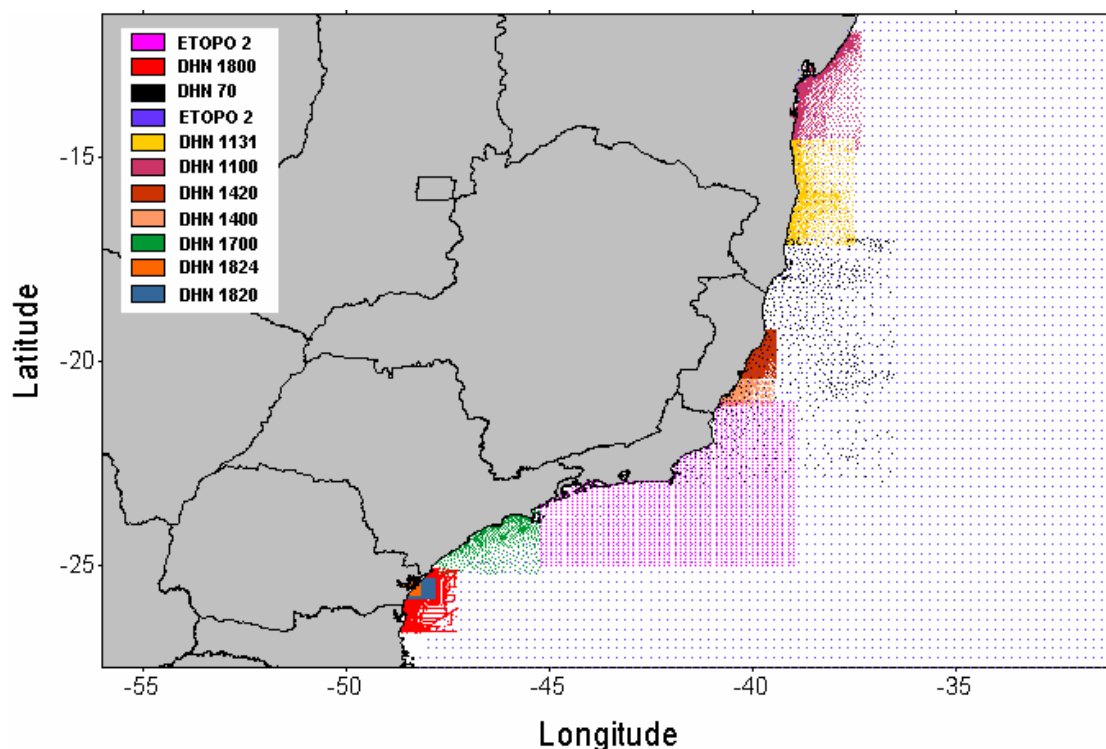 ETOPO 2
DHN 1800
DHN 70
ETOPO 2
DHN 1131
DHN 1100
DHN 1420
DHN 1400
DHN 1700
DHN 1824
DHN 1820
Latitude
-15
-20
-25
-55 -50 -45 -40 -35
Longitude